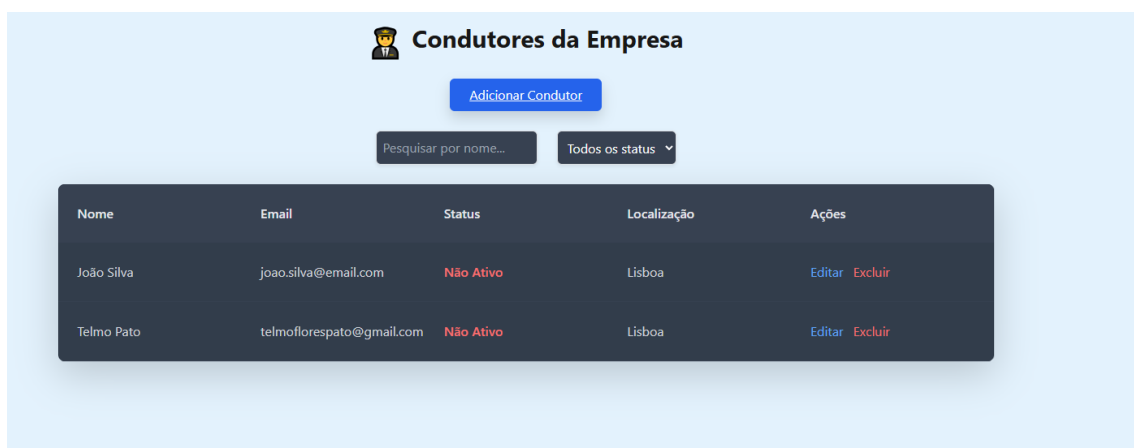 Condutores da Empresa
Adicionar Condutor
Pesquisar por nome... Todos os status
Nome Email Status Localização Ações
João Silva joao.silva@email.com Não Ativo Lisboa Editar Excluir
Telmo Pato telmoflorespato@gmail.com Não Ativo Lisboa Editar Excluir